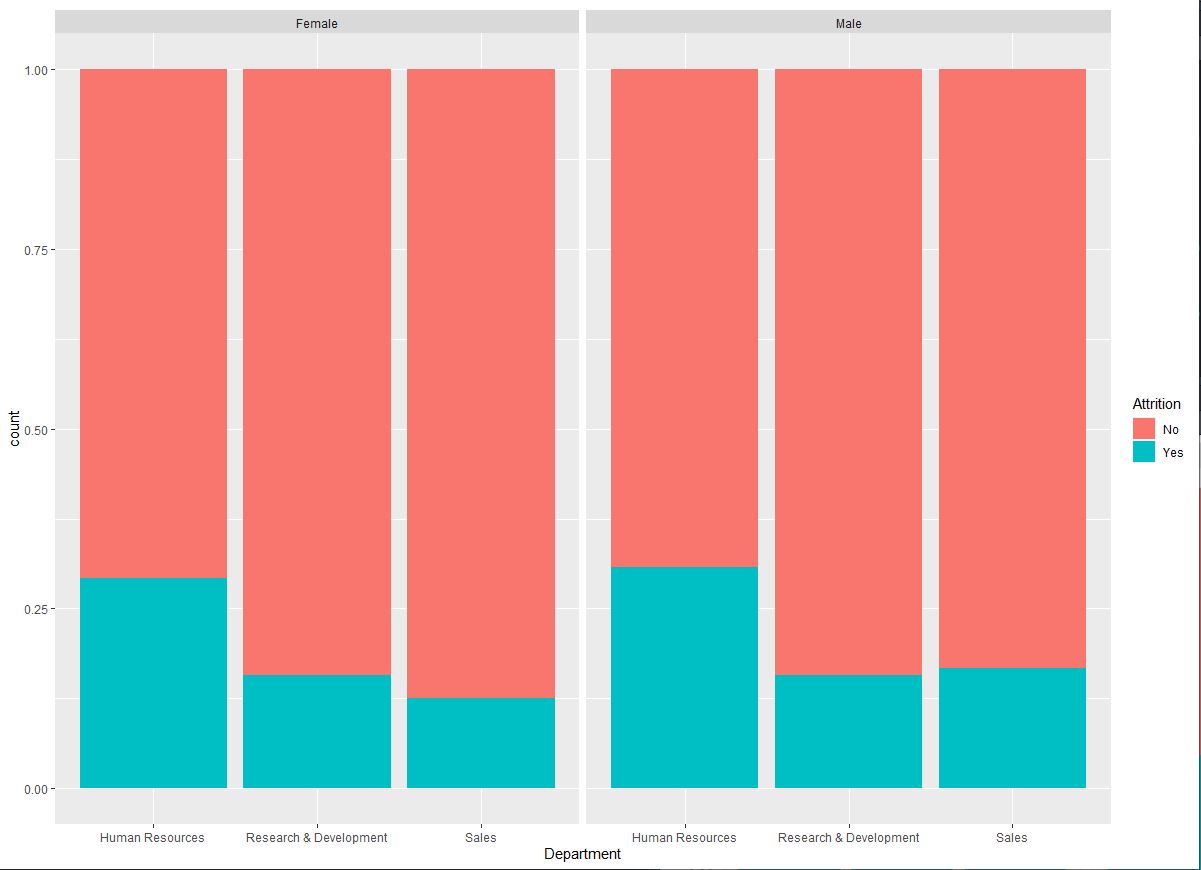 Female
Male
1.00
0.75
0.50
0.25
0.00
count
Human Resources
Research & Development
Sales
Human Resources
Research & Development
Sales
Department
Attrition
No
Yes